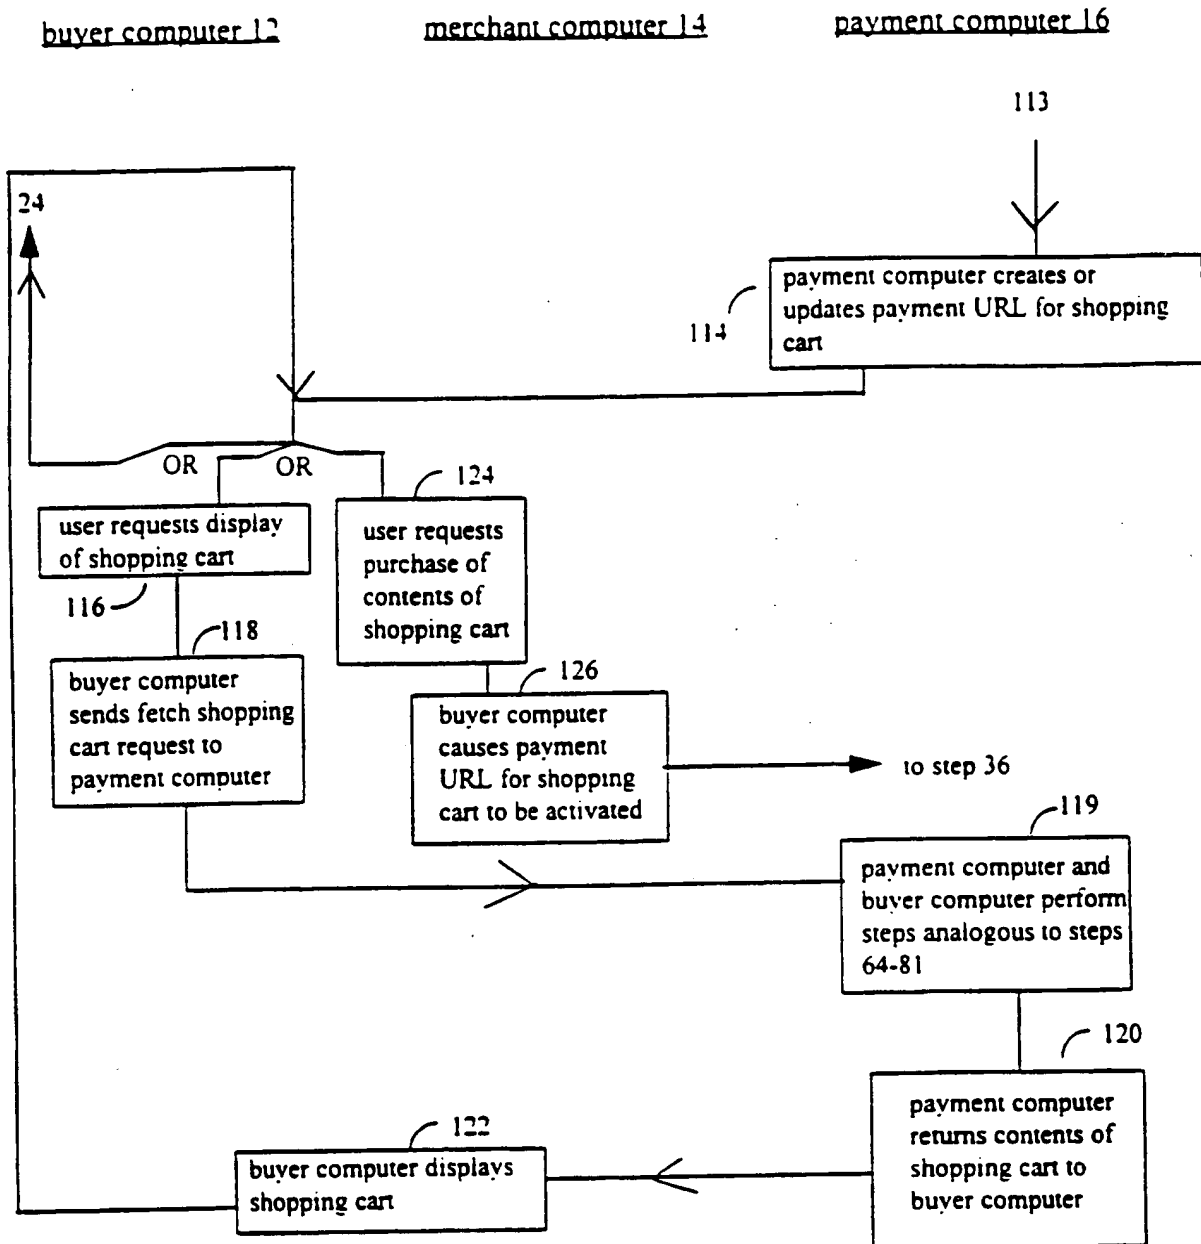 buyer computer 12
merchant computer 14
payment computer 16
113
24
payment computer creates or
updates payment URL for shopping
cart
114
OR
OR
124
user requests display
of shopping cart
116
user requests
purchase of
contents of
shopping cart
118
buyer computer
sends fetch shopping
cart request to
payment computer
126
buyer computer
causes payment
URL for shopping
cart to be activated
to step 36
119
payment computer and
buyer computer perform
steps analogous to steps
64-81
120
payment computer
returns contents of
shopping cart to
buyer computer
122
buyer computer displays
shopping cart